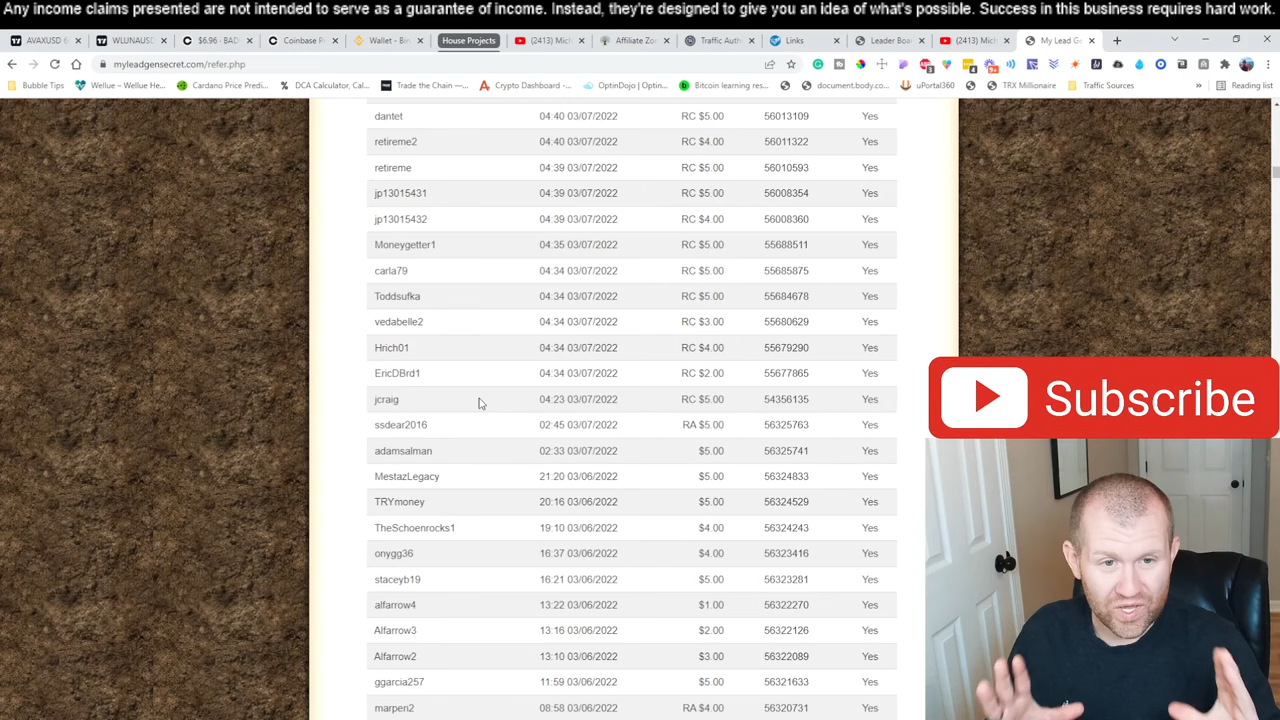 Any income claims presented are not intended to serve as a guarantee of income. Instead, they're designed to give you an idea of what's possible. Success in this business requires hard work.
AVAXUSD 6 WLUNAUSD $6.96 - BAD Coinbase P Wallet - Bin House Projects (2413) Mich Affiliate Zon Traffic Auth Links Leader Boar (2413) Mich My Lead Ge
myleadgensecret.com/refer.php
Bubble Tips Wellue – Wellue He... Cardano Price Predi... DCA Calculator, Cal... Trade the Chain —... Crypto Dashboard -... OptinDojo | Optin... Bitcoin learning res... document.body.co... uPortal360 TRX Millionaire Traffic Sources » Reading list
dantet 04:40 03/07/2022 RC $5.00 56013109 Yes
retireme2 04:40 03/07/2022 RC $4.00 56011322 Yes
retireme 04:39 03/07/2022 RC $5.00 56010593 Yes
jp13015431 04:39 03/07/2022 RC $5.00 56008354 Yes
jp13015432 04:39 03/07/2022 RC $4.00 56008360 Yes
Moneygetter1 04:35 03/07/2022 RC $5.00 55688511 Yes
carla79 04:34 03/07/2022 RC $5.00 55685875 Yes
Toddsufka 04:34 03/07/2022 RC $5.00 55684678 Yes
vedabelle2 04:34 03/07/2022 RC $3.00 55680629 Yes
Hrich01 04:34 03/07/2022 RC $4.00 55679290 Yes
EricDBrd1 04:34 03/07/2022 RC $2.00 55677865 Yes
jcraig 04:23 03/07/2022 RC $5.00 54356135 Yes
Subscribe
ssdear2016 02:45 03/07/2022 RA $5.00 56325763 Yes
adamsalman 02:33 03/07/2022 $5.00 56325741 Yes
MestazLegacy 21:20 03/06/2022 $5.00 56324833 Yes
TRYmoney 20:16 03/06/2022 $5.00 56324529 Yes
TheSchoenrocks1 19:10 03/06/2022 $4.00 56324243 Yes
onygg36 16:37 03/06/2022 $4.00 56323416 Yes
staceyb19 16:21 03/06/2022 $5.00 56323281 Yes
alfarrow4 13:22 03/06/2022 $1.00 56322270 Yes
Alfarrow3 13:16 03/06/2022 $2.00 56322126 Yes
Alfarrow2 13:10 03/06/2022 $3.00 56322089 Yes
ggarcia257 11:59 03/06/2022 $5.00 56321633 Yes
marpen2 08:58 03/06/2022 RA $4.00 56320731 Yes